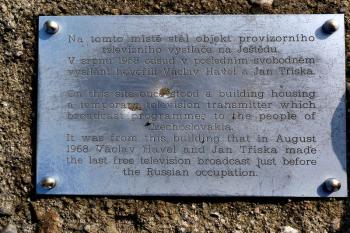 Na tomto místě stál objekt provizorního
televizního vysílače na Ještědu.
V srpnu 1968 odsud v posledním svobodném
vysílání hovořili Václav Havel a Jan Tříska.
On this site once stood a building housing
a temporary television transmitter which
broadcast programmes to the people of
Czechoslovakia.
It was from this building that in August
1968 Václav Havel and Jan Tříska made
the last free television broadcast just before
the Russian occupation.